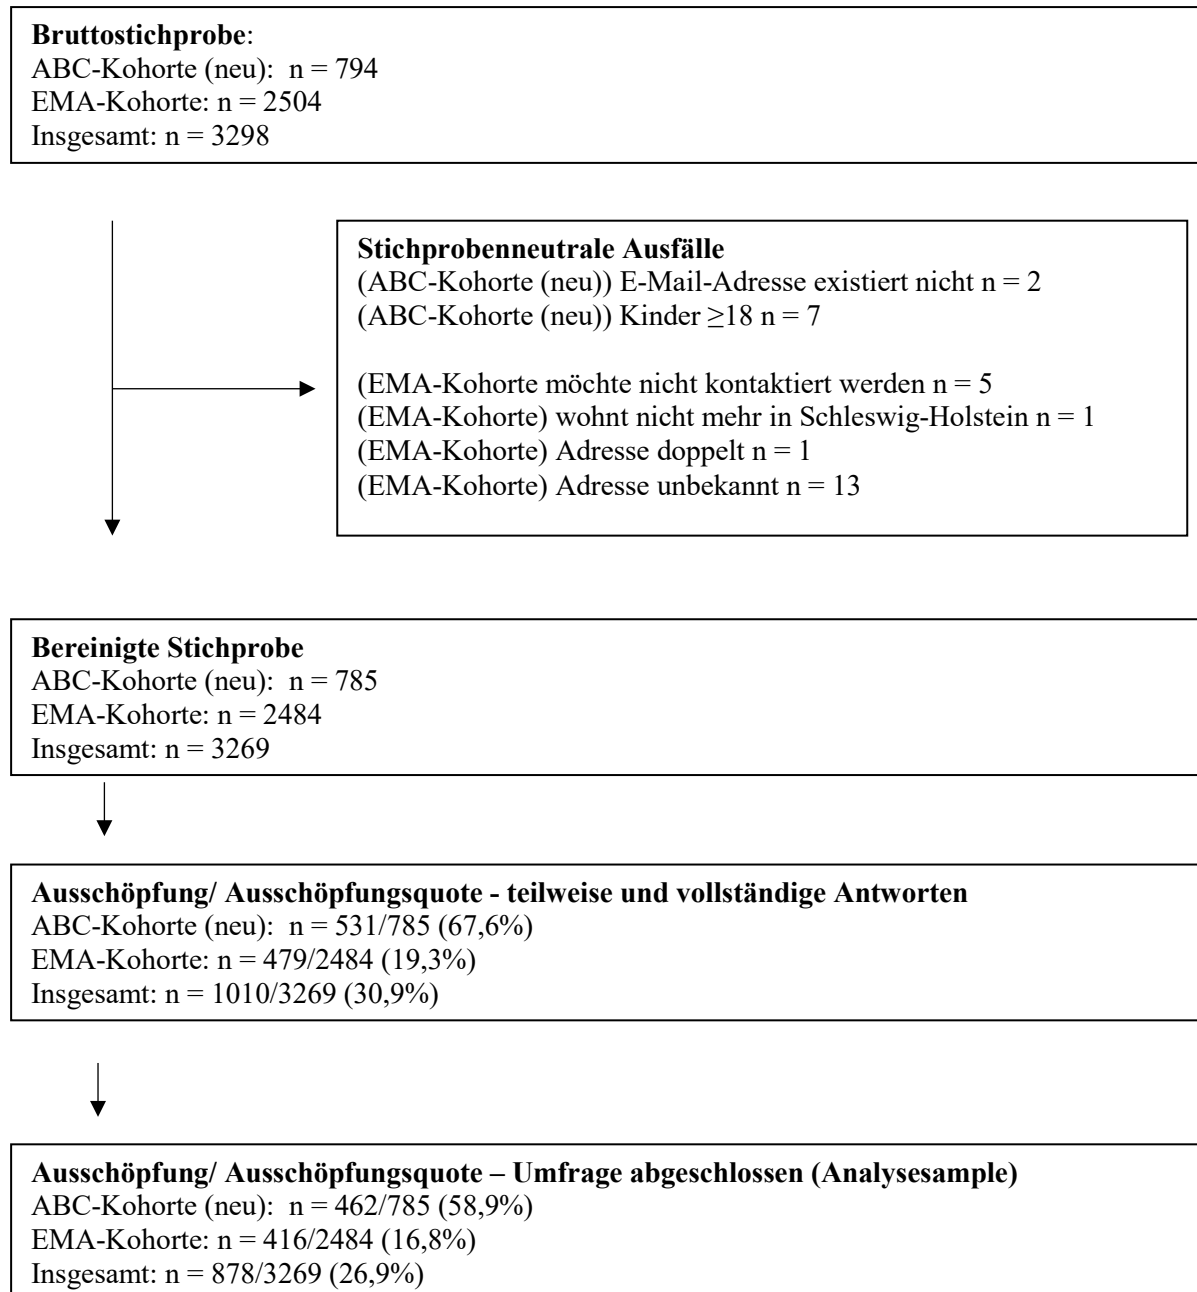 Bruttostichprobe:
ABC-Kohorte (neu): n = 794
EMA-Kohorte: n = 2504
Insgesamt: n = 3298
Stichprobenneutrale Ausfälle
(ABC-Kohorte (neu)) E-Mail-Adresse existiert nicht n = 2
(ABC-Kohorte (neu)) Kinder ≥18 n = 7
(EMA-Kohorte möchte nicht kontaktiert werden n = 5
(EMA-Kohorte) wohnt nicht mehr in Schleswig-Holstein n = 1
(EMA-Kohorte) Adresse doppelt n = 1
(EMA-Kohorte) Adresse unbekannt n = 13
Bereinigte Stichprobe
ABC-Kohorte (neu): n = 785
EMA-Kohorte: n = 2484
Insgesamt: n = 3269
Ausschöpfung/ Ausschöpfungsquote - teilweise und vollständige Antworten
ABC-Kohorte (neu): n = 531/785 (67,6%)
EMA-Kohorte: n = 479/2484 (19,3%)
Insgesamt: n = 1010/3269 (30,9%)
Ausschöpfung/ Ausschöpfungsquote – Umfrage abgeschlossen (Analysesample)
ABC-Kohorte (neu): n = 462/785 (58,9%)
EMA-Kohorte: n = 416/2484 (16,8%)
Insgesamt: n = 878/3269 (26,9%)